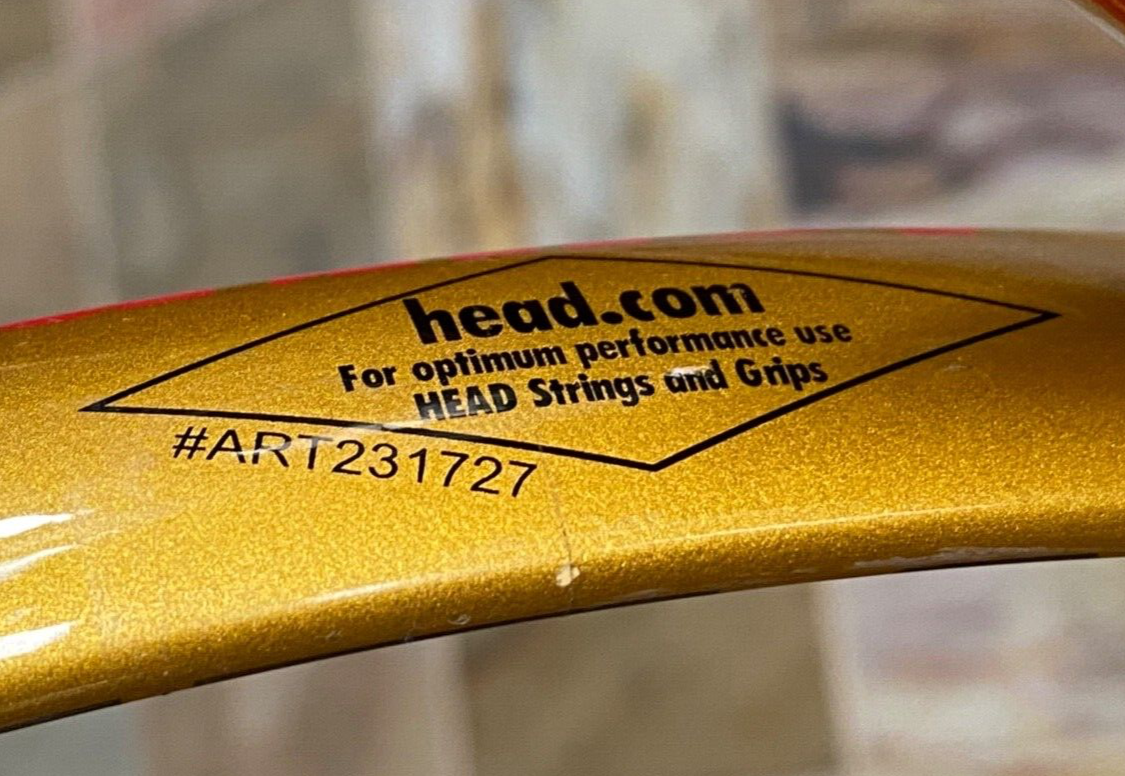 head.com
For optimum performance use
HEAD Strings and Grips
#ART231727